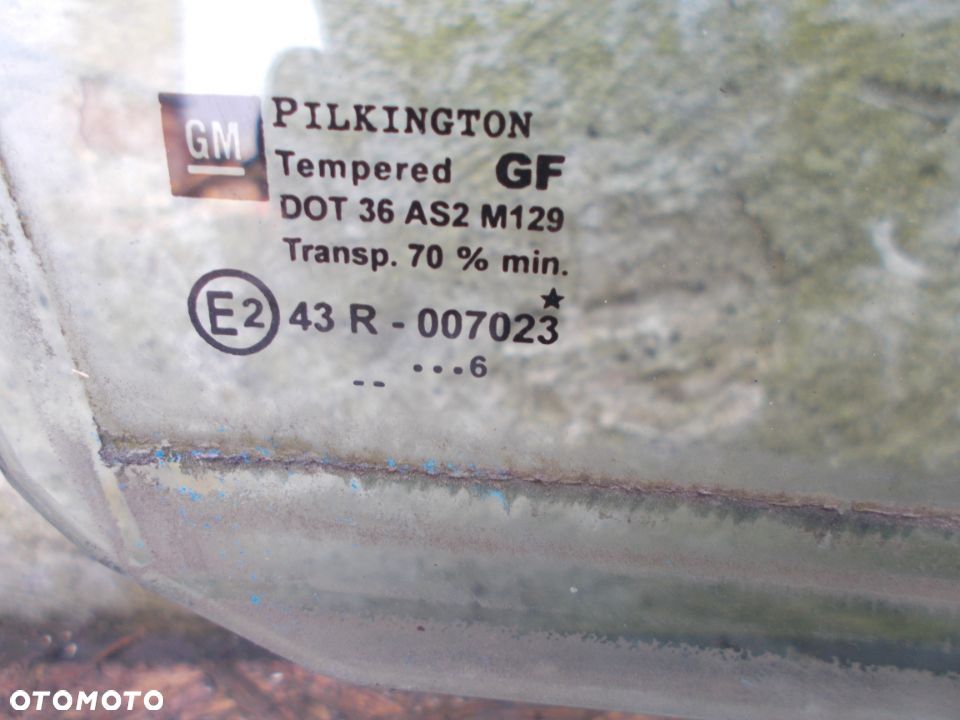 GM
PILKINGTON
Tempered GF
DOT 36 AS2 M129
Transp. 70 % min.
E2 43 R - 007023
...6
--
OTOMOTO